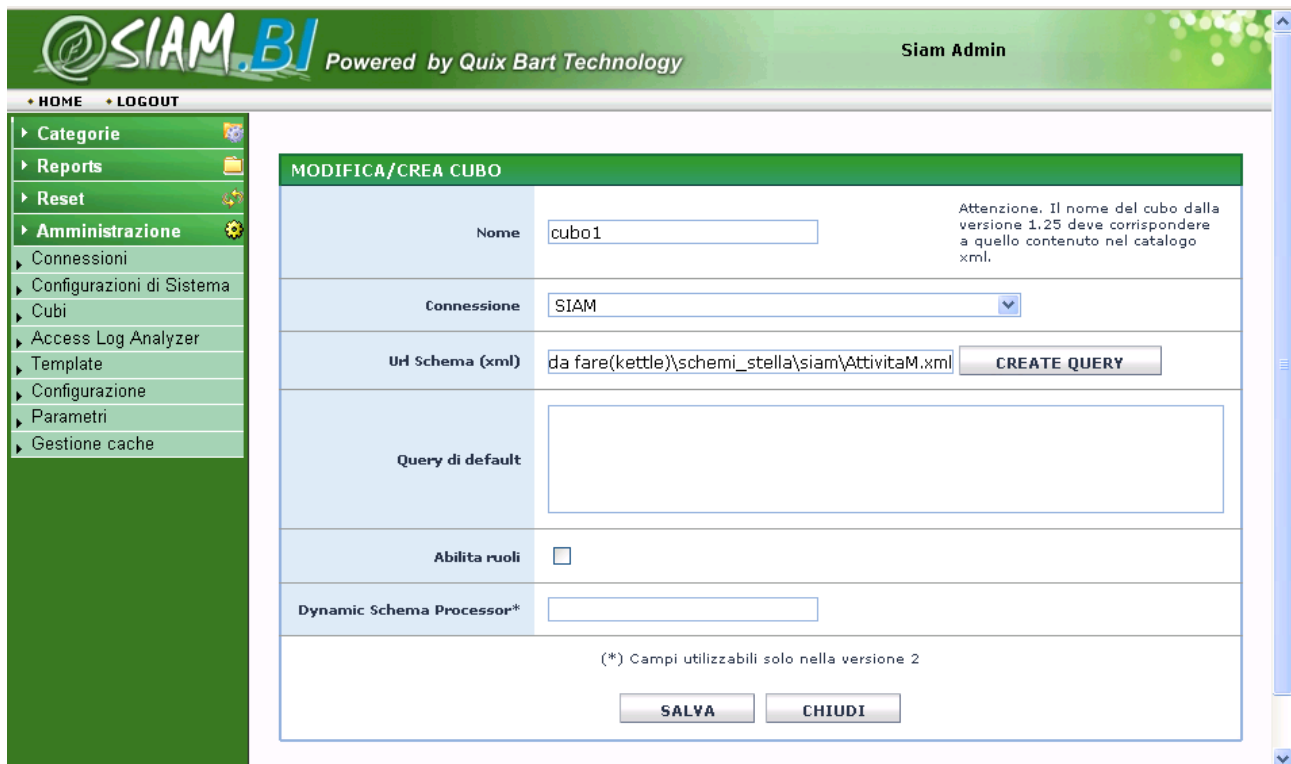 SIAM.BI Powered by Quix Bart Technology
Siam Admin
HOME LOGOUT
Categorie
Reports
Reset
Amministrazione
Connessioni
Configurazioni di Sistema
Cubi
Access Log Analyzer
Template
Configurazione
Parametri
Gestione cache
MODIFICA/CREA CUBO
Nome
cubo1
Attenzione. Il nome del cubo dalla
versione 1.25 deve corrispondere
a quello contenuto nel catalogo
xml.
Connessione
SIAM
Url Schema (xml)
da fare(kettle)\schemi_stella\siam\AttivitaM.xml
CREATE QUERY
Query di default
Abilita ruoli
Dynamic Schema Processor*
(*) Campi utilizzabili solo nella versione 2
SALVA
CHIUDI